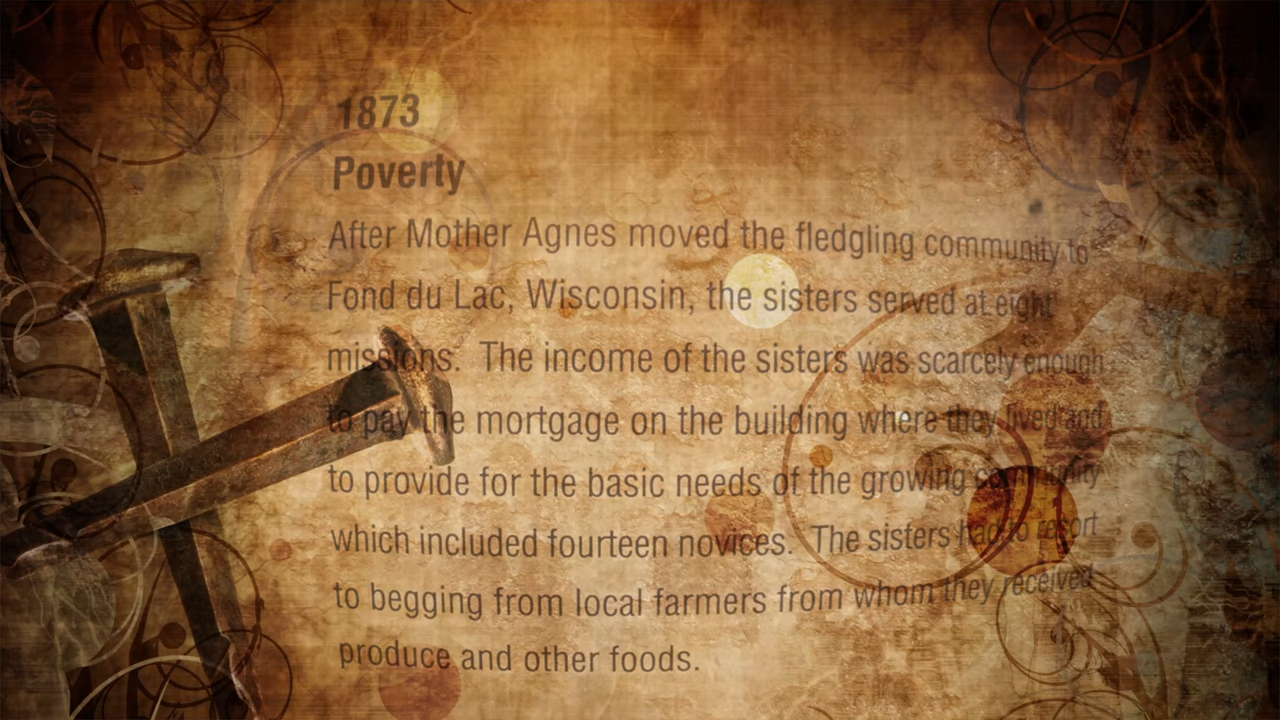 1873
Poverty
After Mother Agnes moved the fledgling community to
Fond du Lac, Wisconsin, the sisters served at eight
missions.  The income of the sisters was scarcely enough
to pay the mortgage on the building where they lived and
to provide for the basic needs of the growing community
which included fourteen novices.  The sisters had to resort
to begging from local farmers from whom they received
produce and other foods.